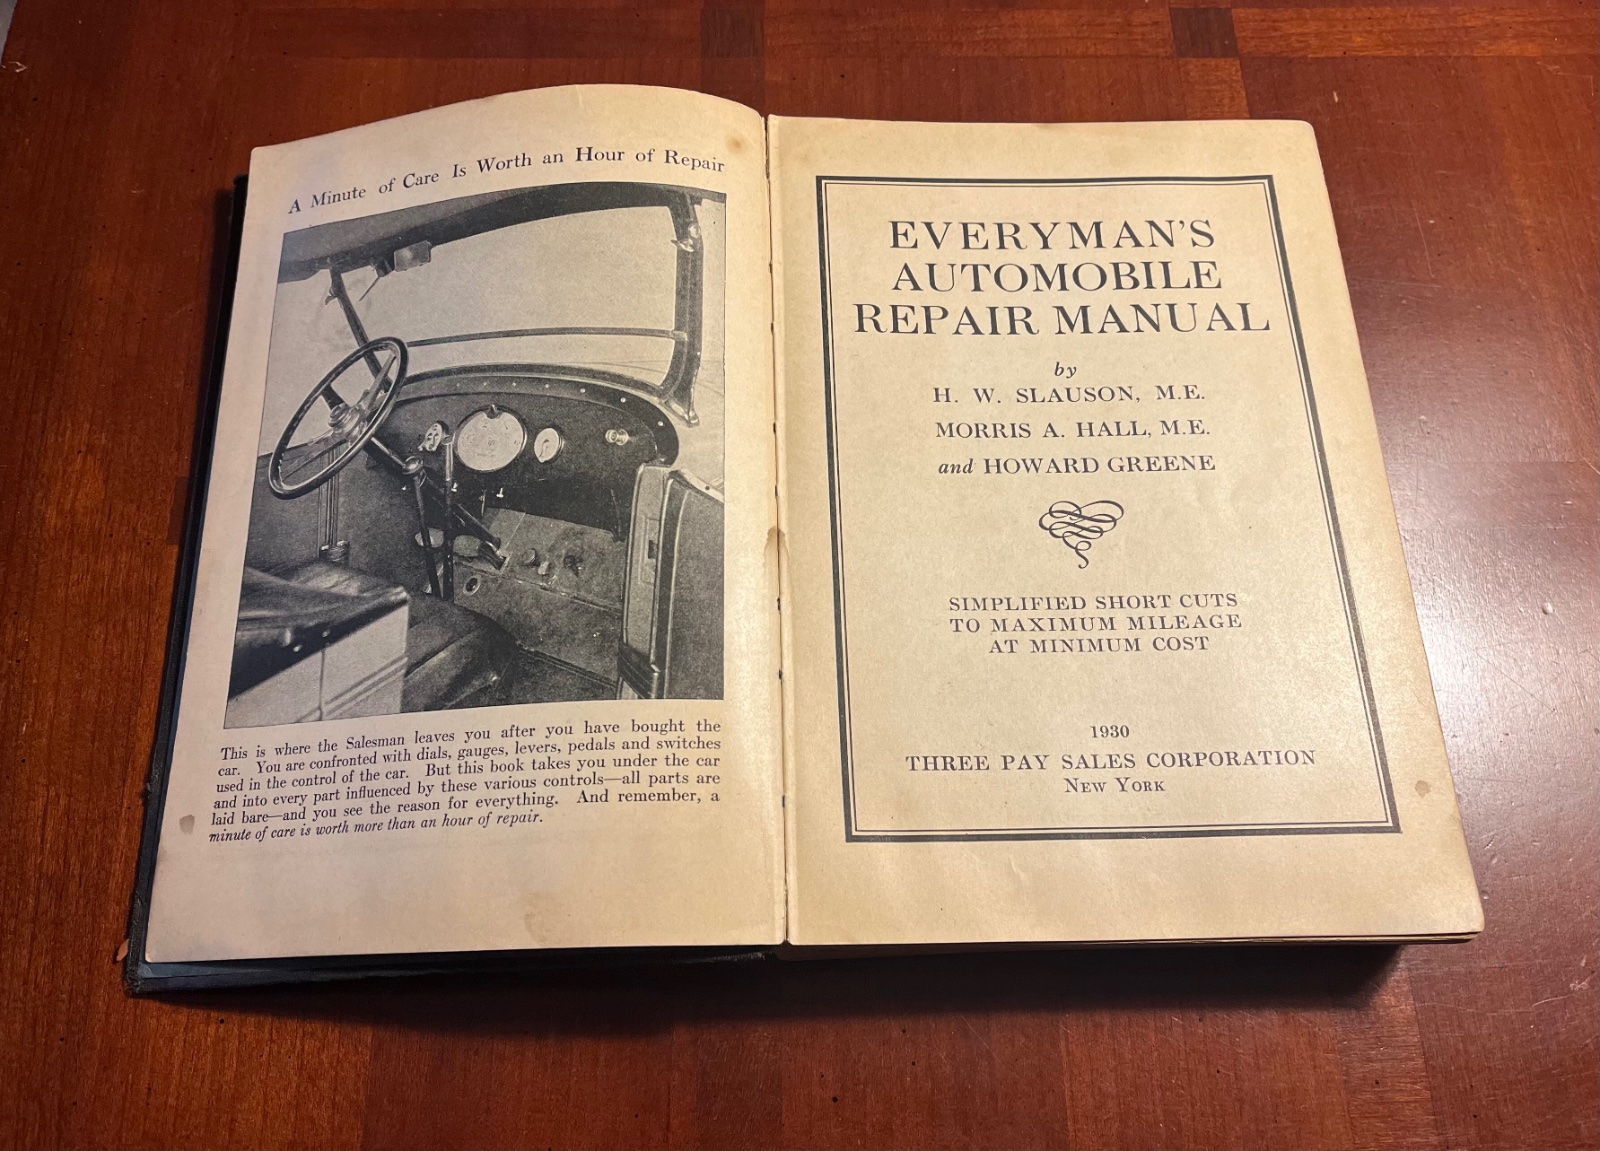 A Minute of Care Is Worth an Hour of Repair
This is where the Salesman leaves you after you have bought the
car. You are confronted with dials, gauges, levers, pedals and switches
used in the control of the car. But this book takes you under the car
and into every part influenced by these various controls—all parts are
laid bare—and you see the reason for everything. And remember, a
minute of care is worth more than an hour of repair.
EVERYMAN'S
AUTOMOBILE
REPAIR MANUAL
by
H. W. SLAUSON, M.E.
MORRIS A. HALL, M.E.
and HOWARD GREENE
SIMPLIFIED SHORT CUTS
TO MAXIMUM MILEAGE
AT MINIMUM COST
1930
THREE PAY SALES CORPORATION
NEW YORK